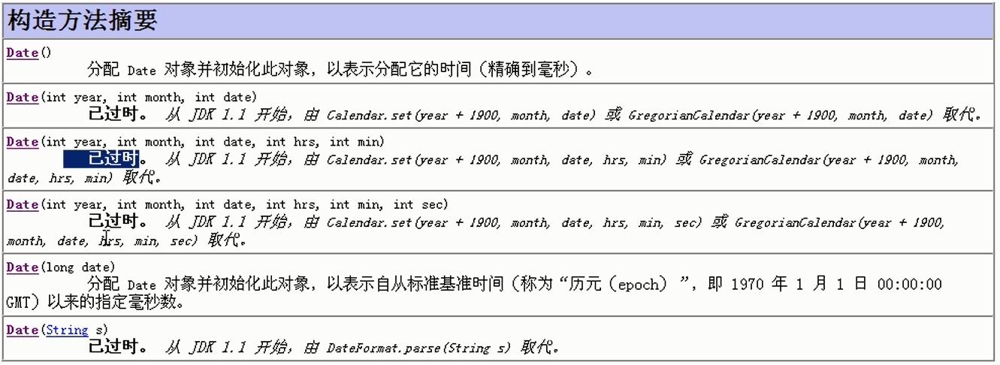 构造方法摘要
Date()
分配 Date 对象并初始化此对象，以表示分配它的时间（精确到毫秒）。
Date(int year, int month, int date)
已过时。 从 JDK 1.1 开始，由 Calendar.set(year + 1900, month, date) 或 GregorianCalendar(year + 1900, month, date) 取代。
Date(int year, int month, int date, int hrs, int min)
已过时。 从 JDK 1.1 开始，由 Calendar.set(year + 1900, month, date, hrs, min) 或 GregorianCalendar(year + 1900, month,
date, hrs, min) 取代。
Date(int year, int month, int date, int hrs, int min, int sec)
已过时。 从 JDK 1.1 开始，由 Calendar.set(year + 1900, month, date, hrs, min, sec) 或 GregorianCalendar(year + 1900,
month, date, hrs, min, sec) 取代。
Date(long date)
分配 Date 对象并初始化此对象，以表示自从标准基准时间（称为“历元（epoch） ”，即 1970 年 1 月 1 日 00:00:00
GMT）以来的指定毫秒数。
Date(String s)
已过时。 从 JDK 1.1 开始，由 DateFormat.parse(String s) 取代。